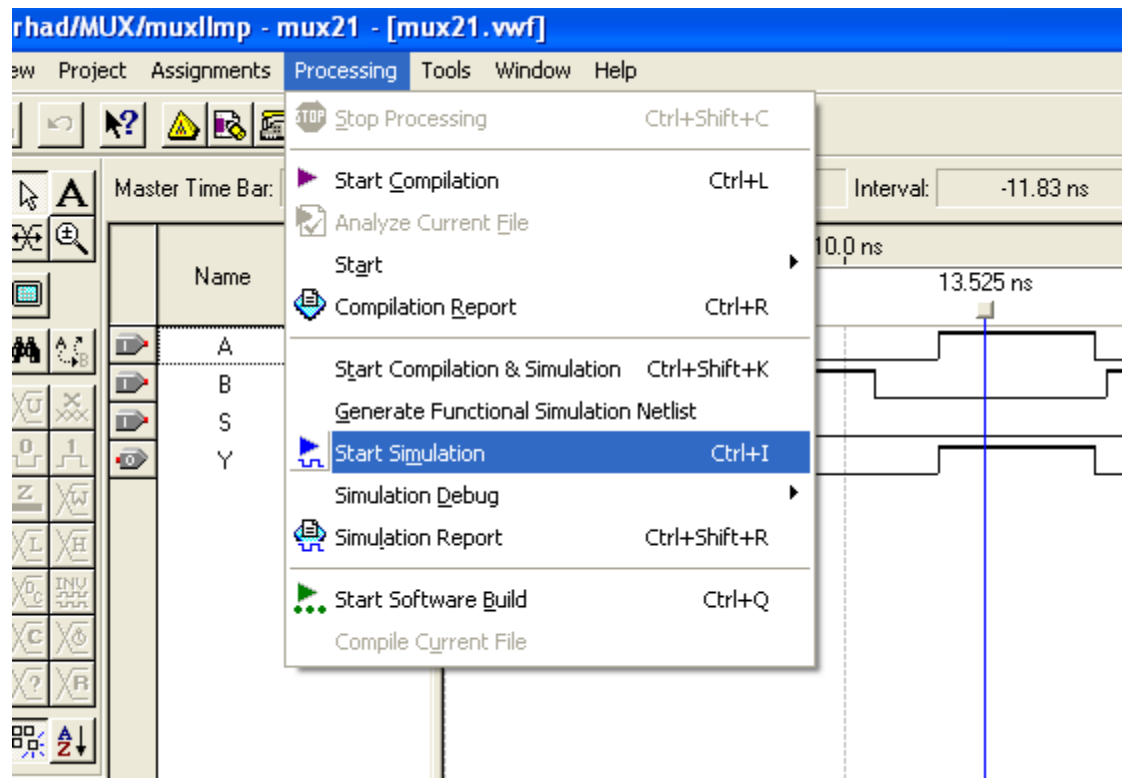 rhad/MUX/muxIImp - mux21 - [mux21.vwf]
ew Project Assignments Processing Tools Window Help
STOP Stop Processing Ctrl+Shift+C
Start Compilation Ctrl+L
Master Time Bar: Interval: -11.83 ns
Analyze Current File
10.0 ns
Start
Name 13.525 ns
Compilation Report Ctrl+R
A
Start Compilation & Simulation Ctrl+Shift+K
B
Generate Functional Simulation Netlist
S
Start Simulation Ctrl+I
Y
Simulation Debug
Simulation Report Ctrl+Shift+R
Start Software Build Ctrl+Q
Compile Current File